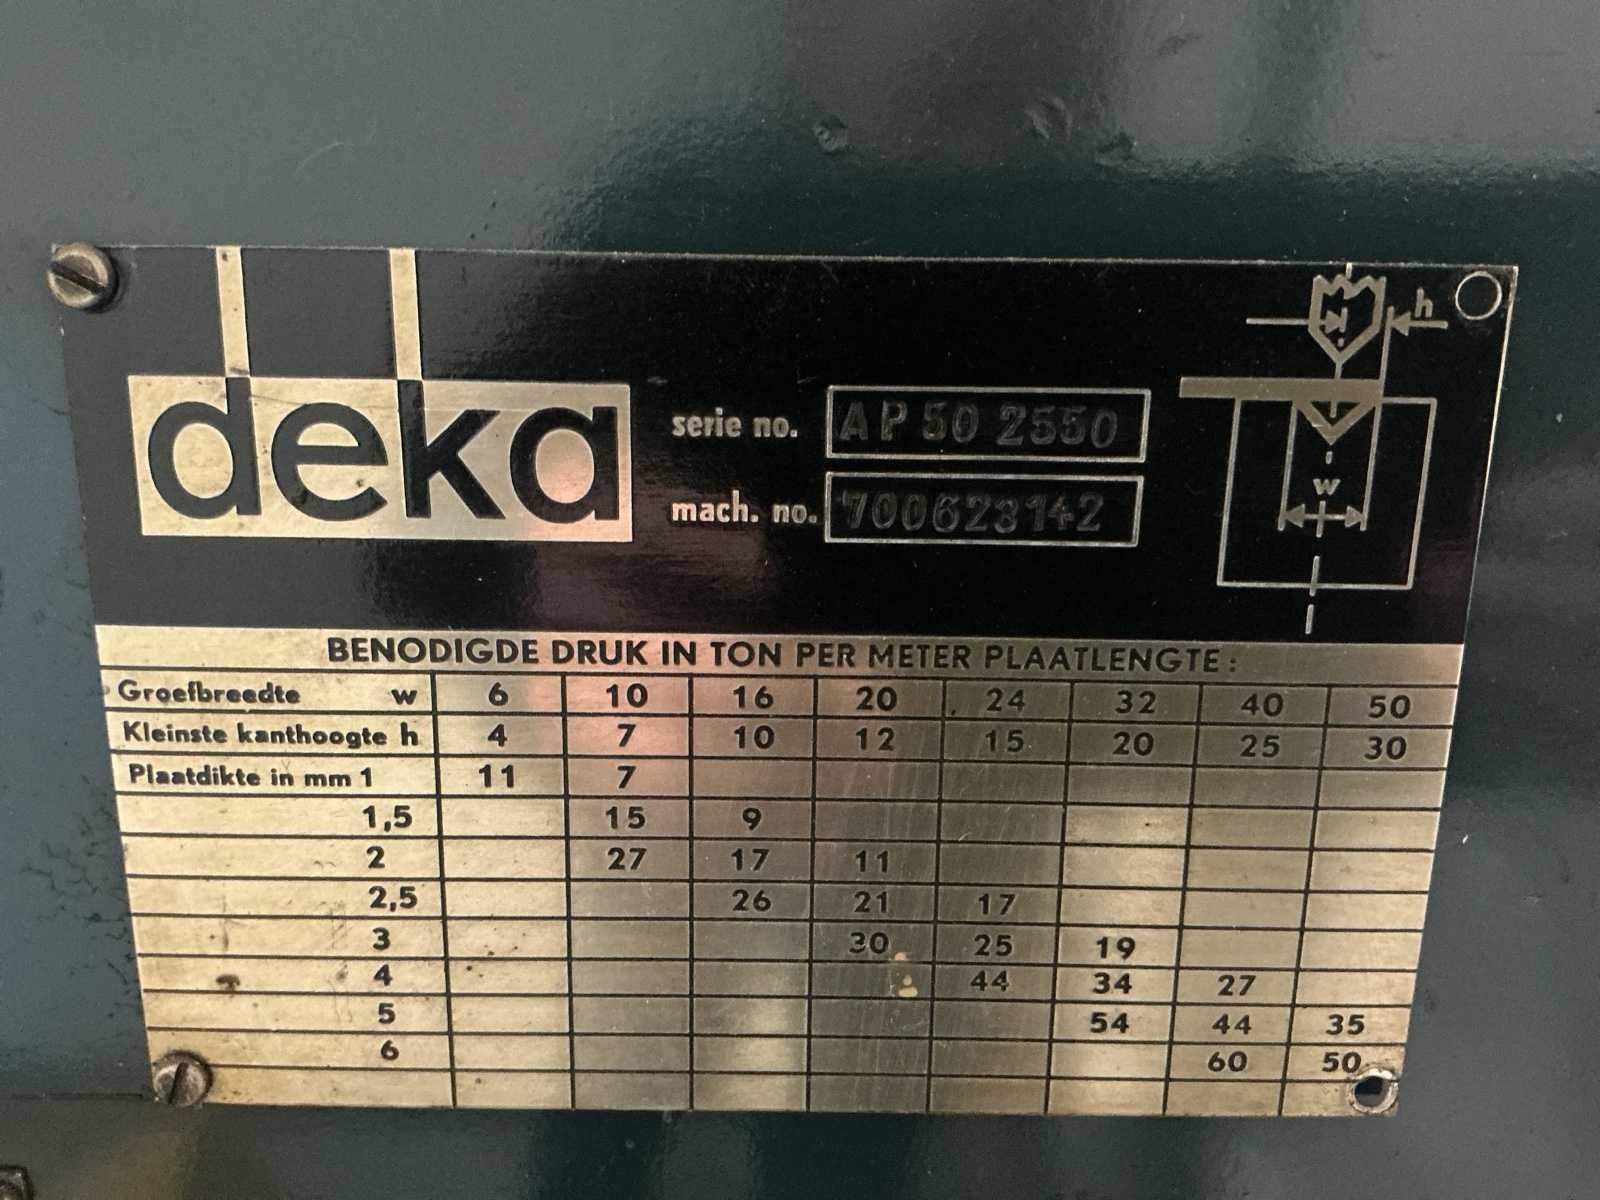 deka
serie no. AP 50 2550
mach. no. 700623142
h
w
BENODIGDE DRUK IN TON PER METER PLAATLENGTE:
Groefbreedte w 6 10 16 20 24 32 40 50
Kleinste kanthoogte h 4 7 10 12 15 20 25 30
Plaatdikte in mm 1 11 7
1,5 15 9
2 27 17 11
2,5 26 21 17
3 30 25 19
4 44 34 27
5 54 44 35
6 60 50